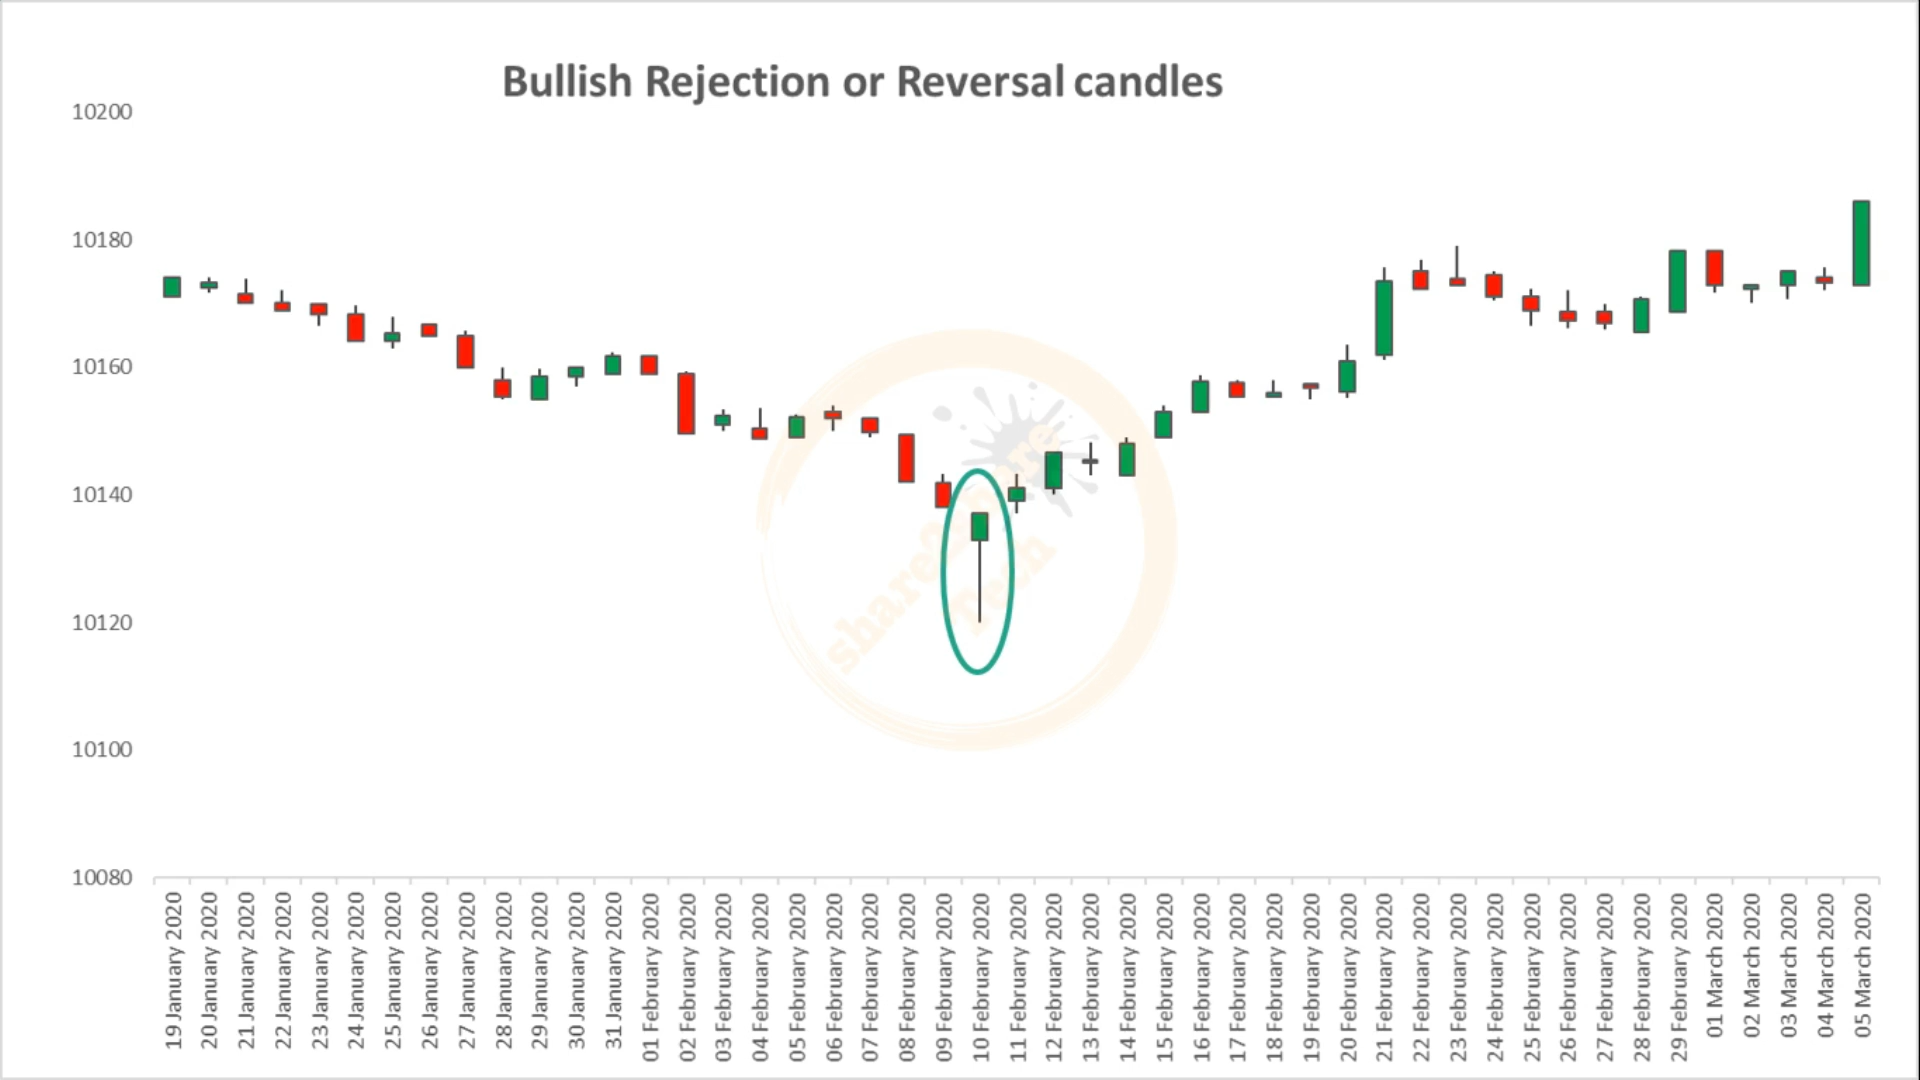 Bullish Rejection or Reversal candles
10200
10180
10160
10140
10120
10100
10080
19 January 2020
20 January 2020
21 January 2020
22 January 2020
23 January 2020
24 January 2020
25 January 2020
26 January 2020
27 January 2020
28 January 2020
29 January 2020
30 January 2020
31 January 2020
01 February 2020
02 February 2020
03 February 2020
04 February 2020
05 February 2020
06 February 2020
07 February 2020
08 February 2020
09 February 2020
10 February 2020
11 February 2020
12 February 2020
13 February 2020
14 February 2020
15 February 2020
16 February 2020
17 February 2020
18 February 2020
19 February 2020
20 February 2020
21 February 2020
22 February 2020
23 February 2020
24 February 2020
25 February 2020
26 February 2020
27 February 2020
28 February 2020
29 February 2020
01 March 2020
02 March 2020
03 March 2020
04 March 2020
05 March 2020